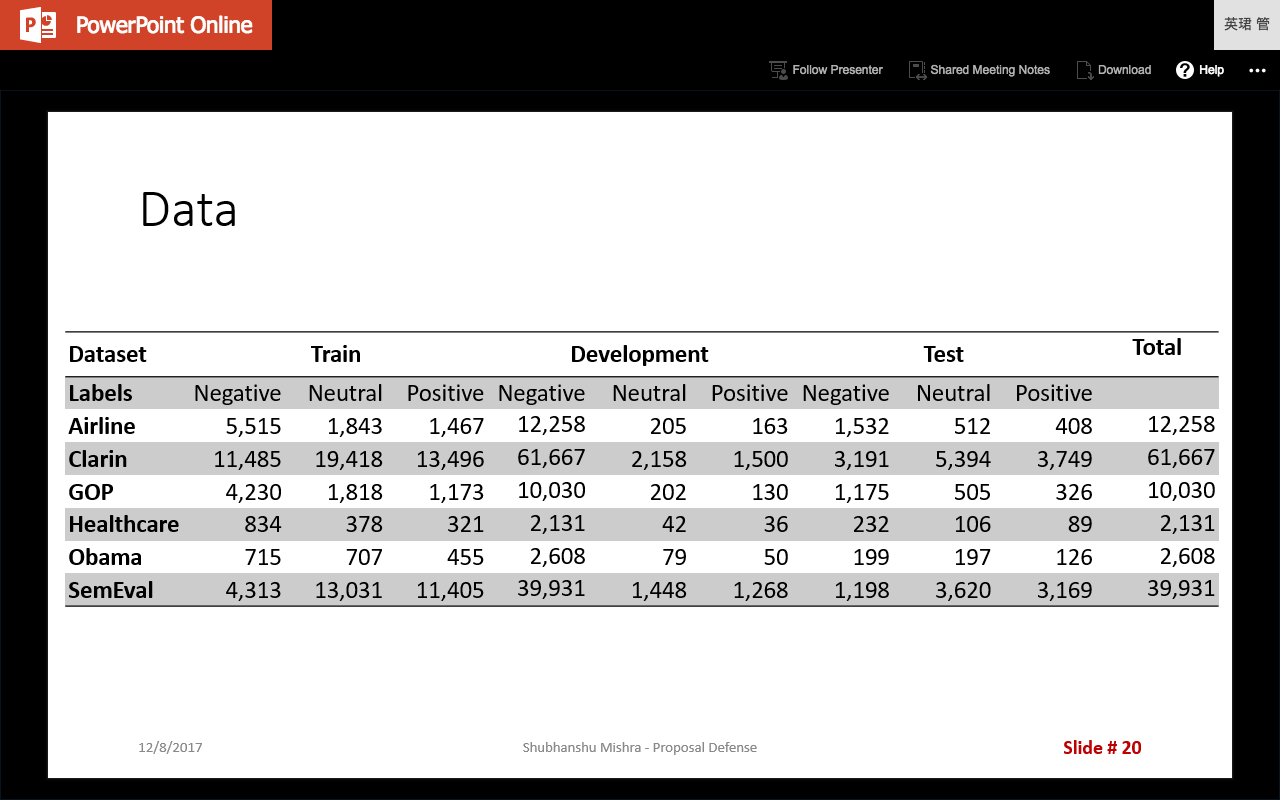 PowerPoint Online
英珺 管
Follow Presenter Shared Meeting Notes Download Help
Data
Dataset Train Development Test Total
Labels Negative Neutral Positive Negative Neutral Positive Negative Neutral Positive
Airline 5,515 1,843 1,467 12,258 205 163 1,532 512 408 12,258
Clarin 11,485 19,418 13,496 61,667 2,158 1,500 3,191 5,394 3,749 61,667
GOP 4,230 1,818 1,173 10,030 202 130 1,175 505 326 10,030
Healthcare 834 378 321 2,131 42 36 232 106 89 2,131
Obama 715 707 455 2,608 79 50 199 197 126 2,608
SemEval 4,313 13,031 11,405 39,931 1,448 1,268 1,198 3,620 3,169 39,931
12/8/2017 Shubhanshu Mishra - Proposal Defense Slide # 20